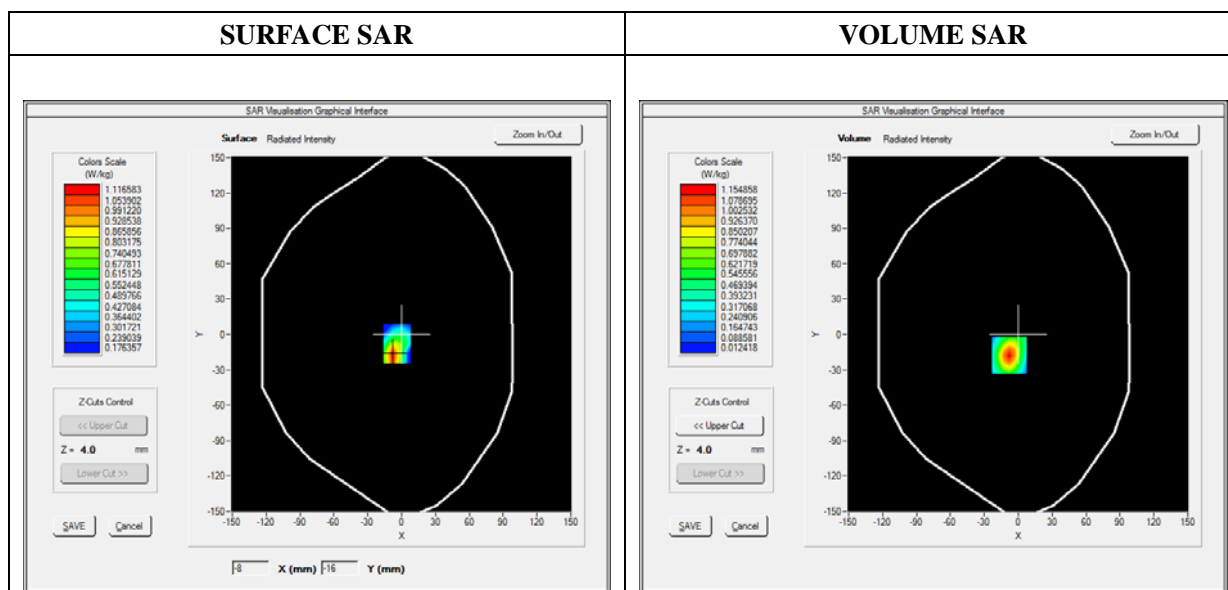 SURFACE SAR
VOLUME SAR
SAR Visualisation Graphical Interface
Surface Radiated Intensity
Zoom In/Out
Colors Scale
(W/kg)
1.116583
1.053902
0.991220
0.928538
0.865856
0.803175
0.740493
0.677811
0.615129
0.552448
0.489766
0.427084
0.364402
0.301721
0.239039
0.176357
Z-Cuts Control
<< Upper Cut
Z = 4.0 mm
Lower Cut >>
SAVE Cancel
150
120
90
60
30
0
-30
-60
-90
-120
-150
Y
-150 -120 -90 -60 -30 0 30 60 90 120 150
X
-8 X (mm) -16 Y (mm)
SAR Visualisation Graphical Interface
Volume Radiated Intensity
Zoom In/Out
Colors Scale
(W/kg)
1.154858
1.078695
1.002532
0.926370
0.850207
0.774044
0.697882
0.621719
0.545556
0.469394
0.393231
0.317068
0.240906
0.164743
0.088581
0.012418
Z-Cuts Control
<< Upper Cut
Z = 4.0 mm
Lower Cut >>
SAVE Cancel
150
120
90
60
30
0
-30
-60
-90
-120
-150
Y
-150 -120 -90 -60 -30 0 30 60 90 120 150
X